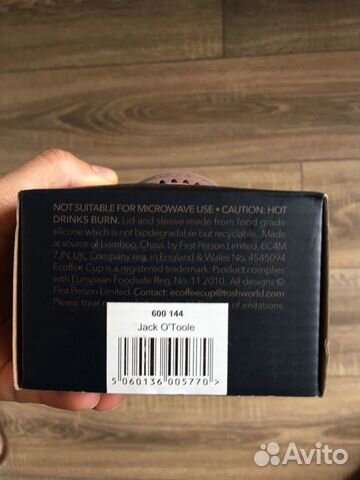 NOT SUITABLE FOR MICROWAVE USE • CAUTION; HOT
DRINKS BURN. Lid and sleeve made from food grade
silicone which is not biodegradable but recyclable. Made
at source of bamboo, China. by First Person Limited, EC4M
7JN, UK. Company reg. in England & Wales No. 4545094
Ecoffee Cup is a registered trademark. Product complies
with European Foodsafe Reg. No. 11 2010. All designs ©
First Person Limited. Contact: ecoffeecup@toshworld.com
Please treat of imitations.
600 144
Jack O'Toole
5 060136 005770 >
Avito